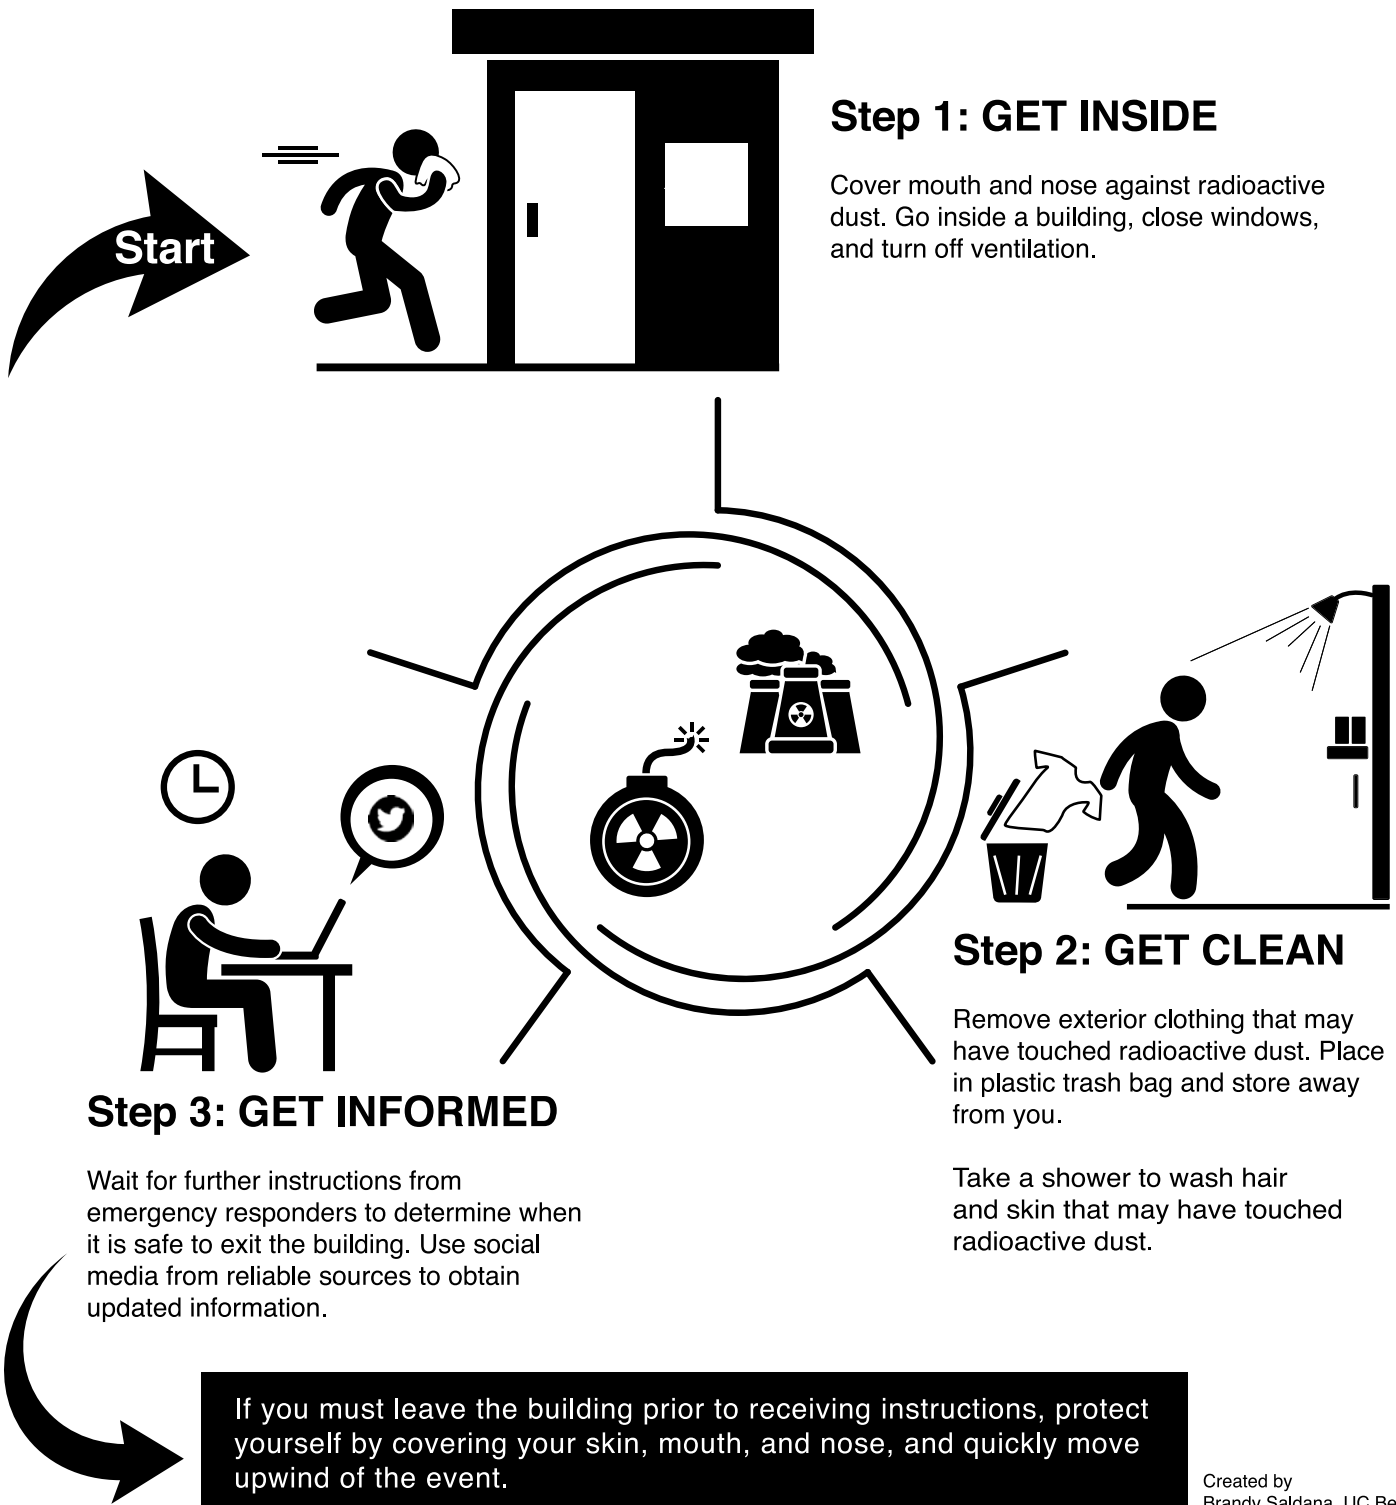 Start
Step 1: GET INSIDE
Cover mouth and nose against radioactive
dust. Go inside a building, close windows,
and turn off ventilation.
Step 2: GET CLEAN
Remove exterior clothing that may
have touched radioactive dust. Place
in plastic trash bag and store away
from you.
Take a shower to wash hair
and skin that may have touched
radioactive dust.
Step 3: GET INFORMED
Wait for further instructions from
emergency responders to determine when
it is safe to exit the building. Use social
media from reliable sources to obtain
updated information.
If you must leave the building prior to receiving instructions, protect
yourself by covering your skin, mouth, and nose, and quickly move
upwind of the event.
Created by
Brandy Saldana, UC Be